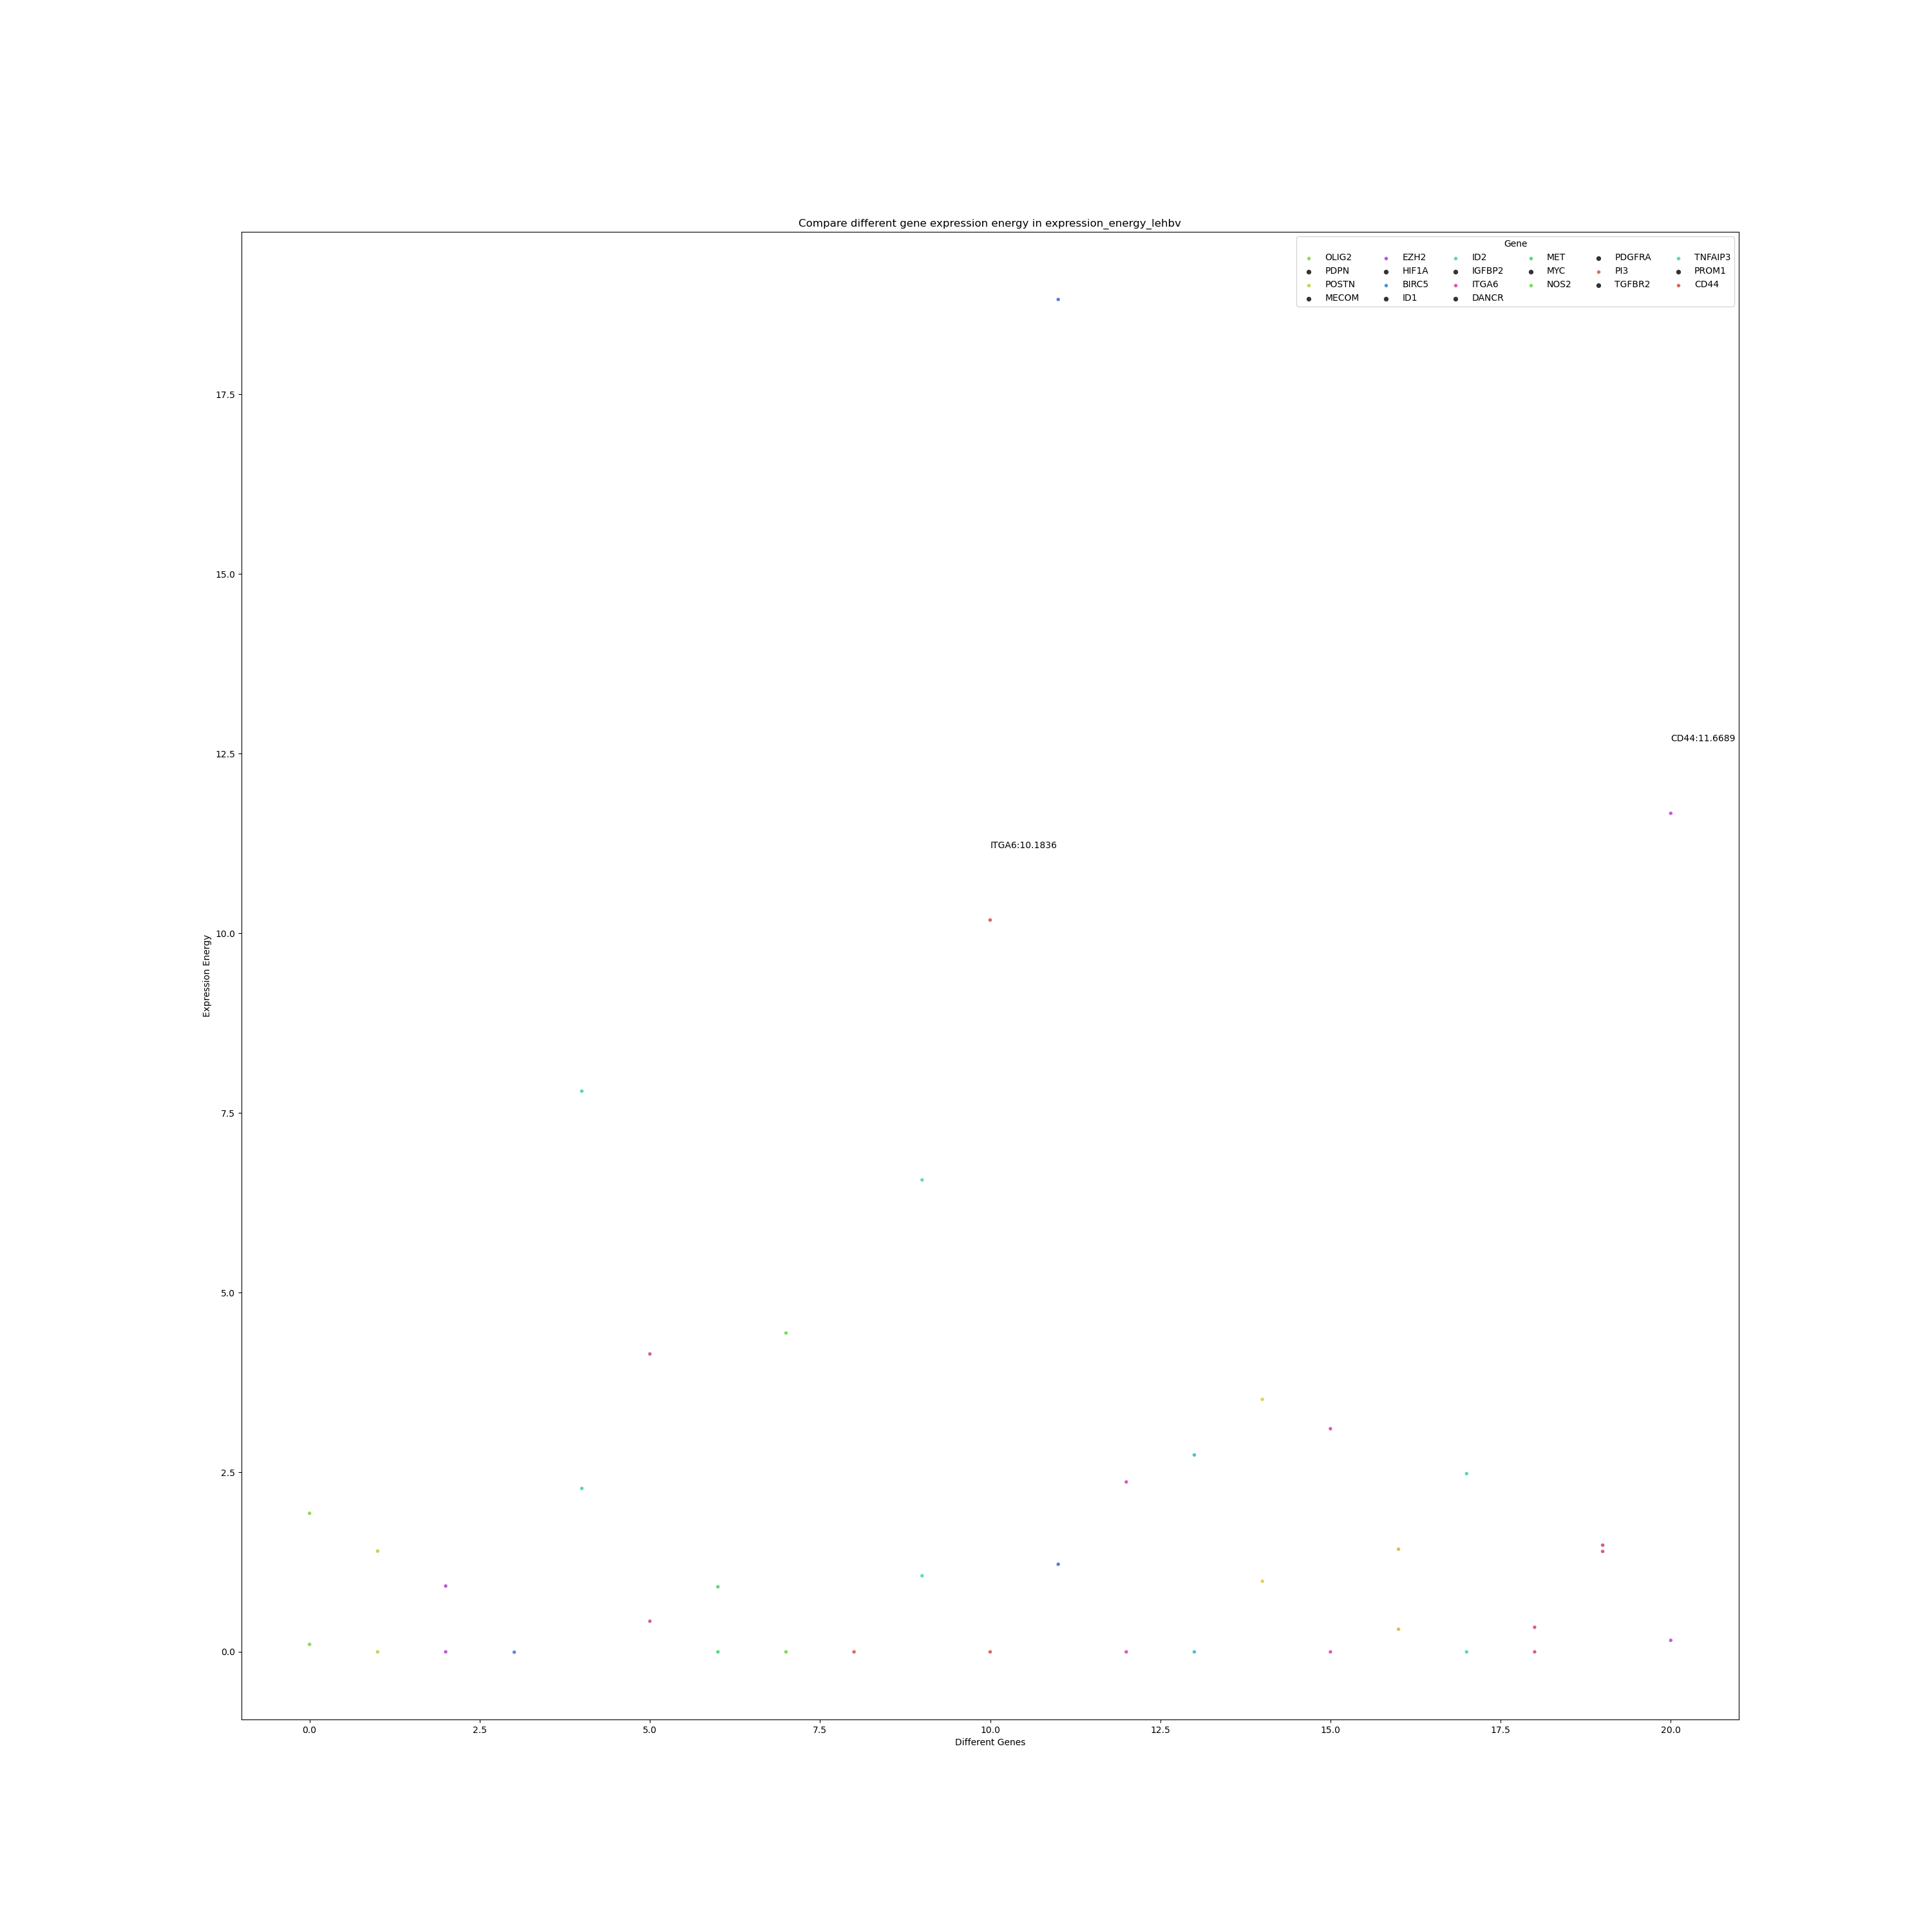 Compare different gene expression energy in expression_energy_lehbv
Gene
OLIG2 EZH2 ID2 MET PDGFRA TNFAIP3
PDPN HIF1A IGFBP2 MYC PI3 PROM1
POSTN BIRC5 ITGA6 NOS2 TGFBR2 CD44
MECOM ID1 DANCR
17.5
15.0
12.5
10.0
7.5
5.0
2.5
0.0
Expression Energy
CD44:11.6689
ITGA6:10.1836
0.0 2.5 5.0 7.5 10.0 12.5 15.0 17.5 20.0
Different Genes